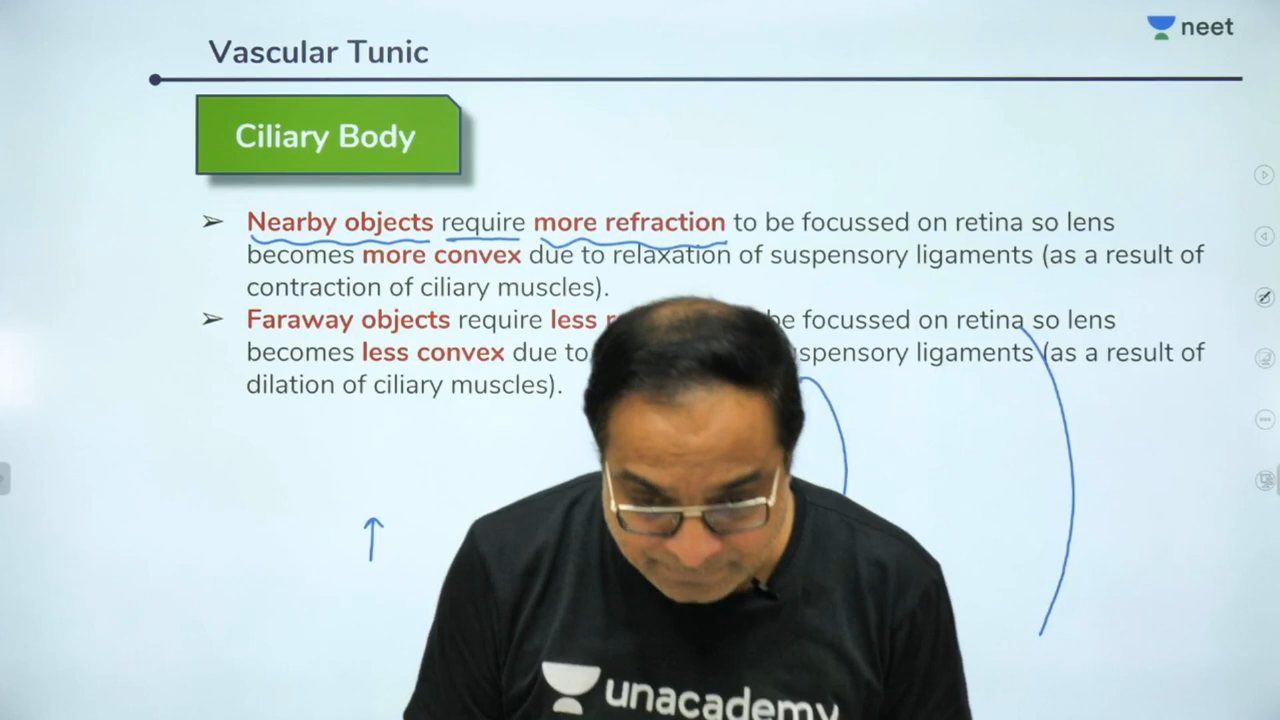 neet
Vascular Tunic
Ciliary Body
➢ Nearby objects require more refraction to be focussed on retina so lens
becomes more convex due to relaxation of suspensory ligaments (as a result of
contraction of ciliary muscles).
➢ Faraway objects require less be focussed on retina so lens
becomes less convex due to ligaments (as a result of
dilation of ciliary muscles).
unacademy